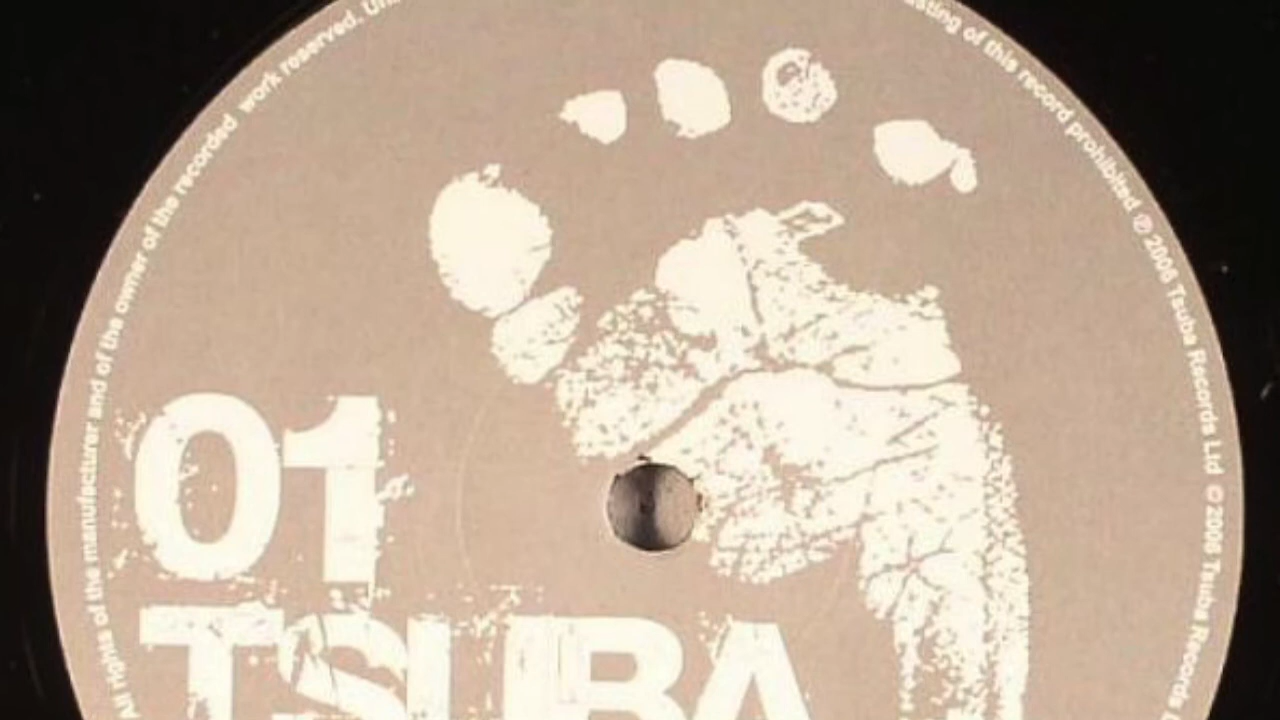 All rights of the manufacturer and of the owner of the recorded work reserved.
of this record prohibited ℗ 2006 Tsuba Records Ltd © 2006 Tsuba Records
01
TSUBA